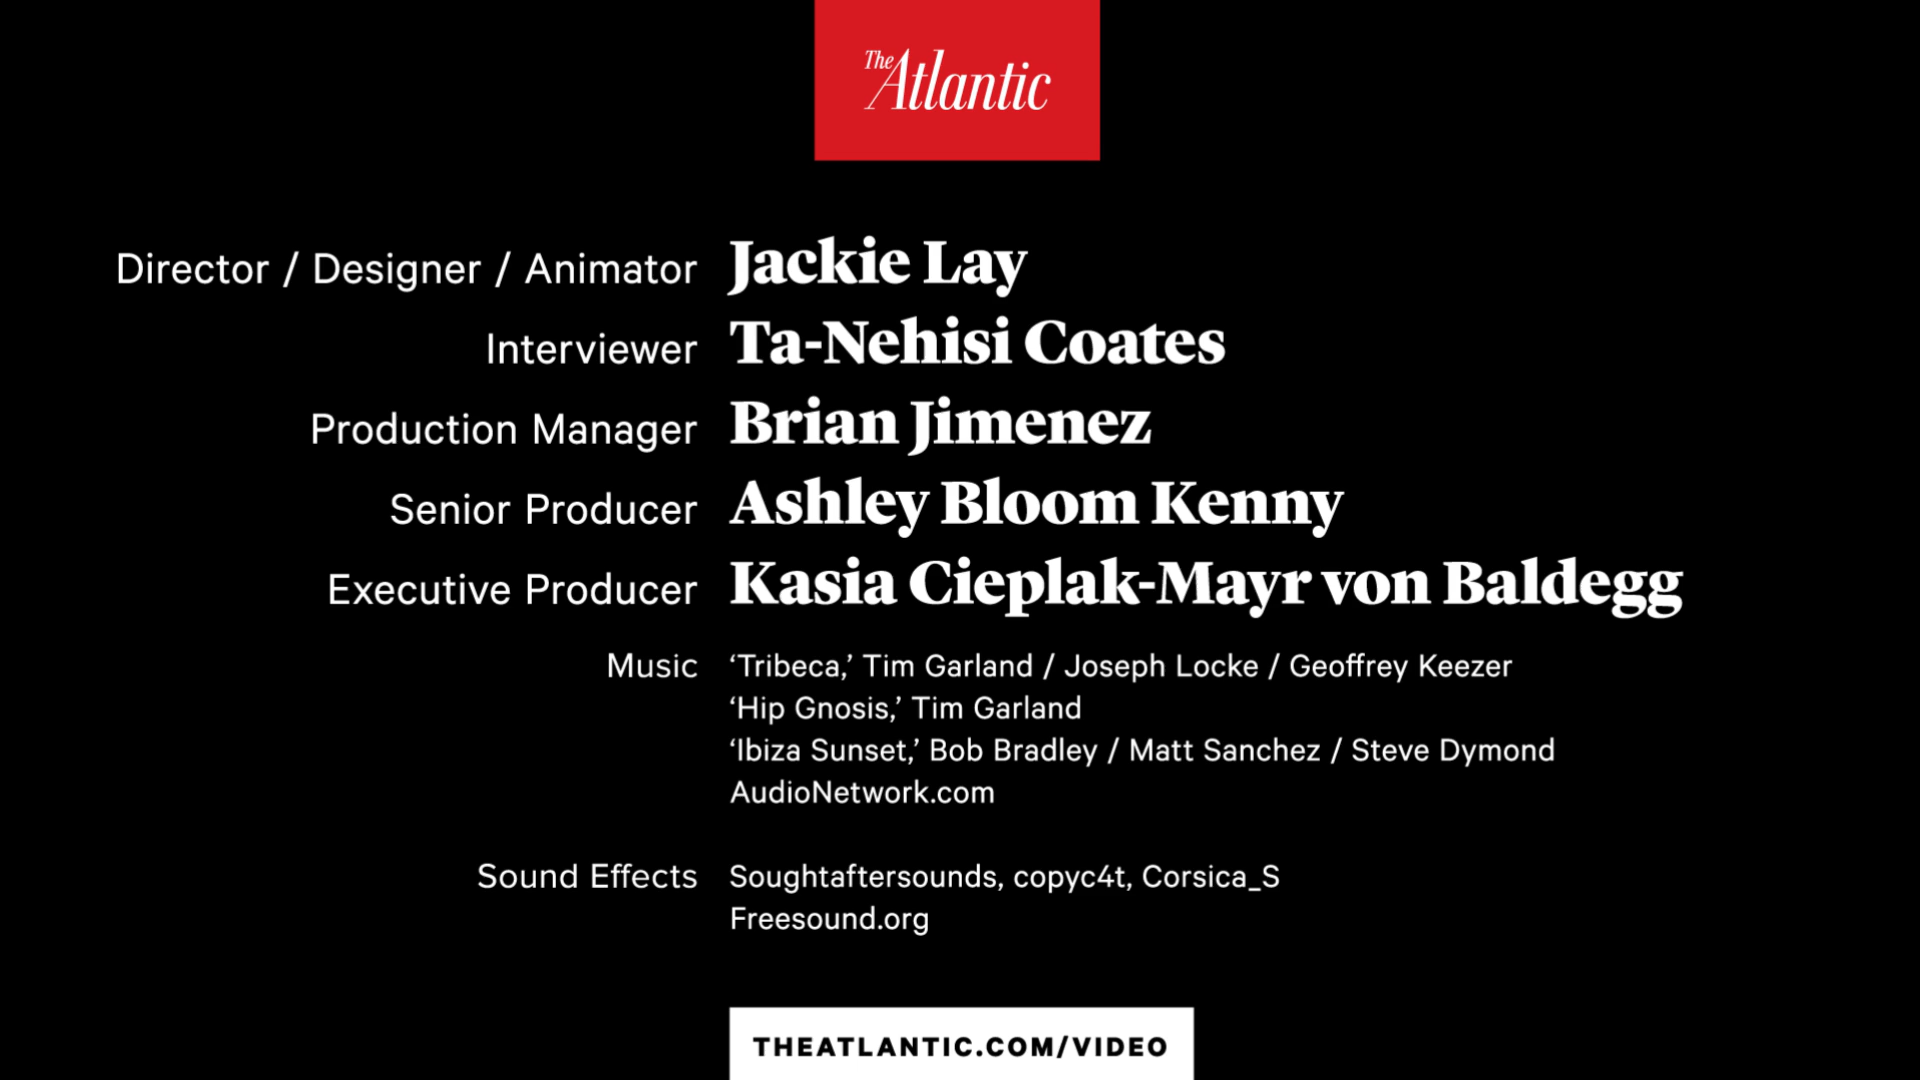 The Atlantic
Director / Designer / Animator Jackie Lay
Interviewer Ta-Nehisi Coates
Production Manager Brian Jimenez
Senior Producer Ashley Bloom Kenny
Executive Producer Kasia Cieplak-Mayr von Baldegg
Music ‘Tribeca,’ Tim Garland / Joseph Locke / Geoffrey Keezer
‘Hip Gnosis,’ Tim Garland
‘Ibiza Sunset,’ Bob Bradley / Matt Sanchez / Steve Dymond
AudioNetwork.com
Sound Effects Soughtaftersounds, copyc4t, Corsica_S
Freesound.org
THEATLANTIC.COM/VIDEO